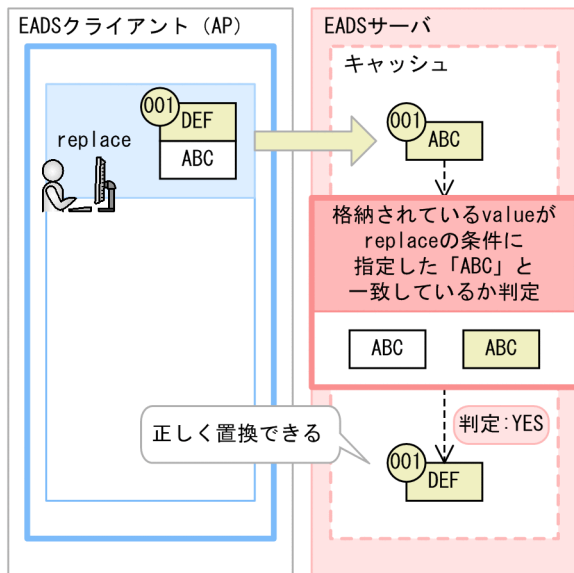 EADSクライアント（AP）
replace
001
DEF
ABC
EADSサーバ
キャッシュ
001
ABC
格納されているvalueが
replaceの条件に
指定した「ABC」と
一致しているか判定
ABC
ABC
判定:YES
正しく置換できる
001
DEF